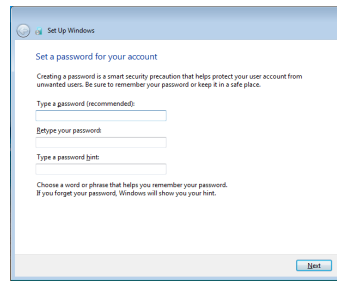 Set Up Windows
Set a password for your account
Creating a password is a smart security precaution that helps protect your user account from
unwanted users. Be sure to remember your password or keep it in a safe place.
Type a password (recommended):
Retype your password:
Type a password hint:
Choose a word or phrase that helps you remember your password.
If you forget your password, Windows will show you your hint.
Next